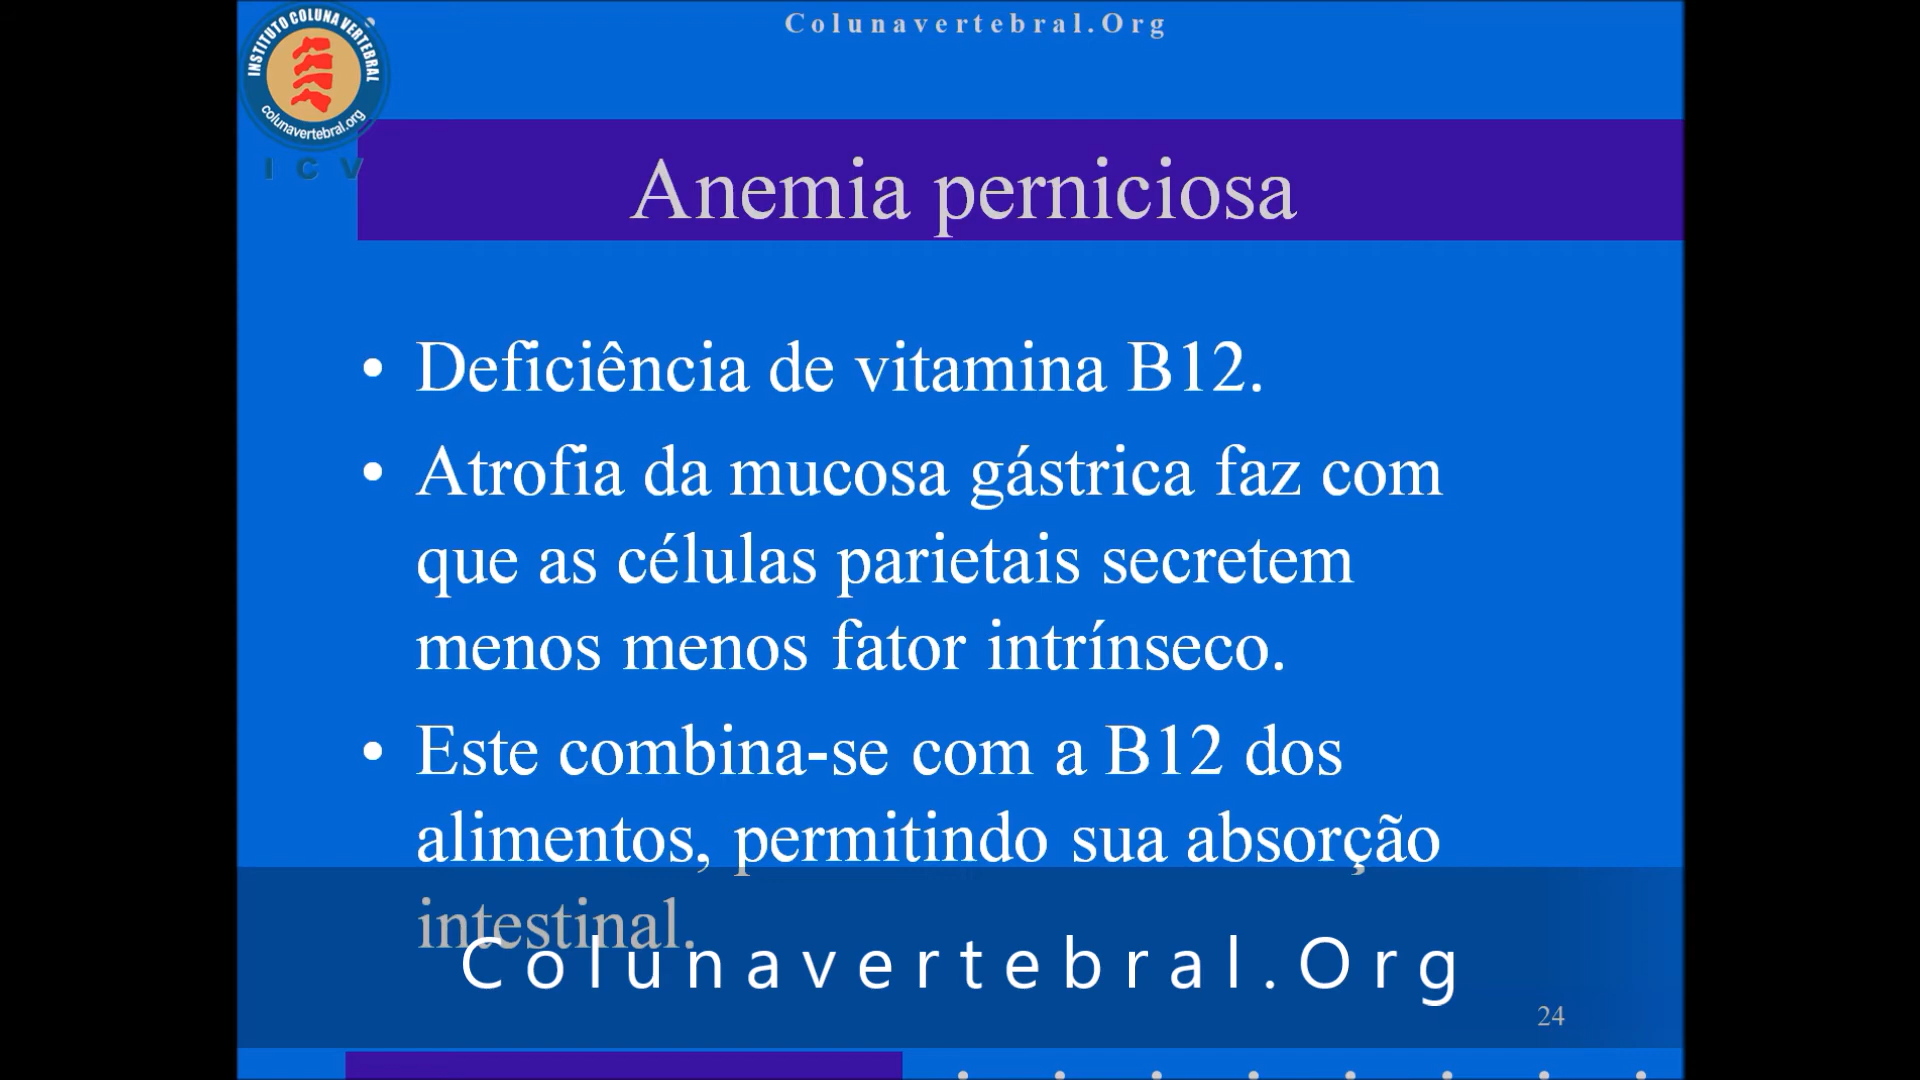 Colunavertebral.Org
INSTITUTO COLUNA VERTEBRAL
colunavertebral.org
I C V
Anemia perniciosa
• Deficiência de vitamina B12.
• Atrofia da mucosa gástrica faz com
que as células parietais secretem
menos menos fator intrínseco.
• Este combina-se com a B12 dos
alimentos, permitindo sua absorção
intestinal.
Colunavertebral.Org
24